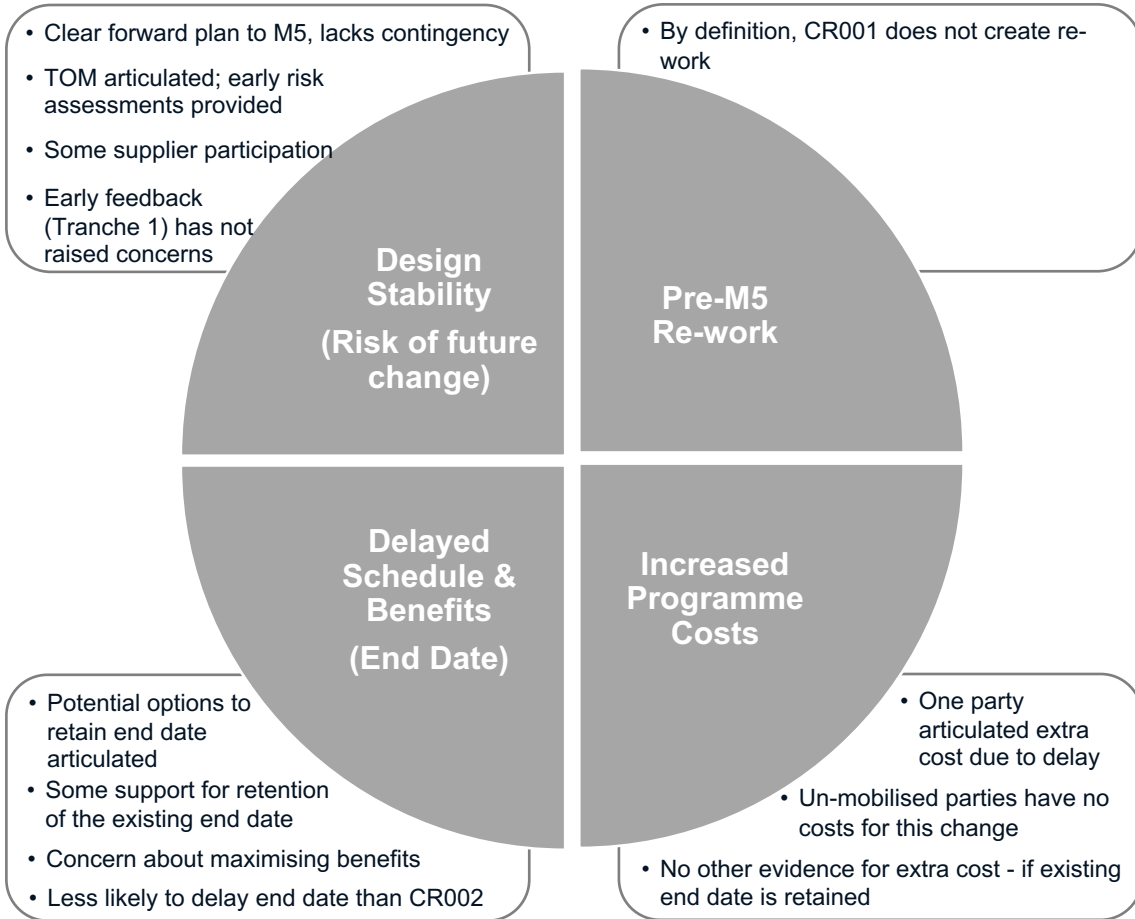 • Clear forward plan to M5, lacks contingency
• TOM articulated; early risk
assessments provided
• Some supplier participation
• Early feedback
(Tranche 1) has not
raised concerns
• By definition, CR001 does not create re-
work
Design
Stability
(Risk of future
change)
Pre-M5
Re-work
Delayed
Schedule &
Benefits
(End Date)
Increased
Programme
Costs
• Potential options to
retain end date
articulated
• Some support for retention
of the existing end date
• Concern about maximising benefits
• Less likely to delay end date than CR002
• One party
articulated extra
cost due to delay
• Un-mobilised parties have no
costs for this change
• No other evidence for extra cost - if existing
end date is retained